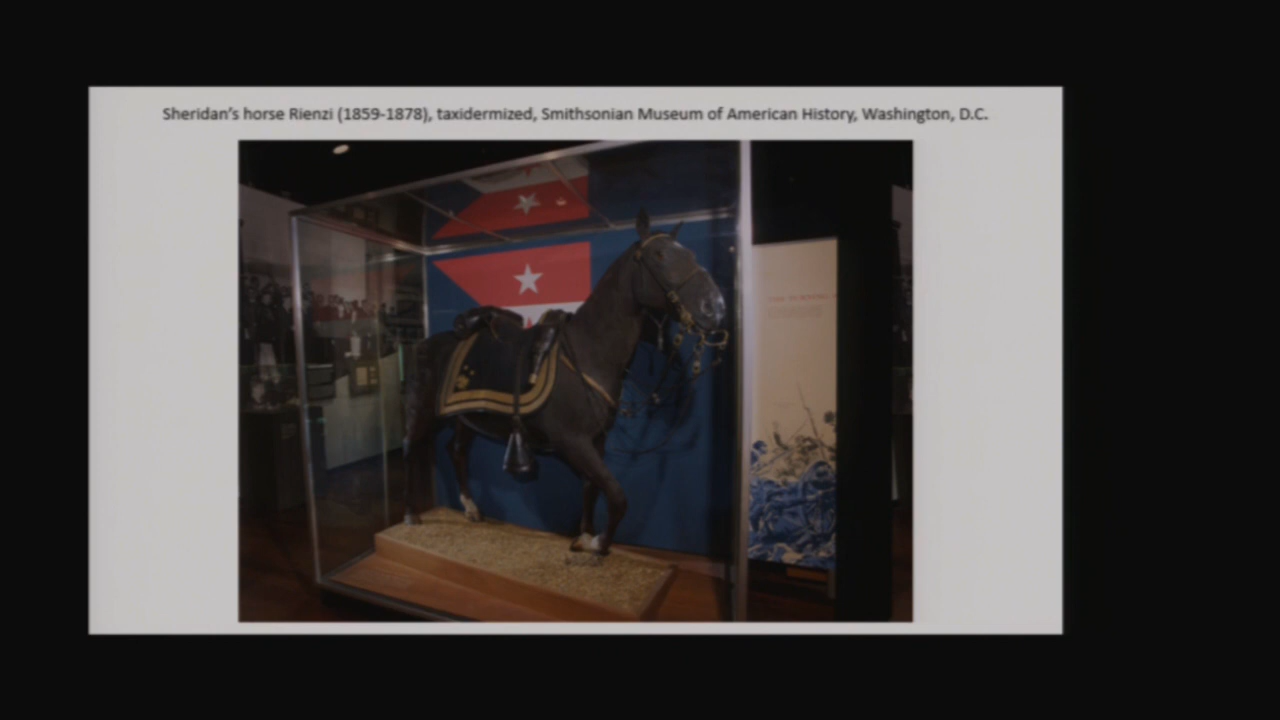 Sheridan's horse Rienzi (1859-1878), taxidermized, Smithsonian Museum of American History, Washington, D.C.